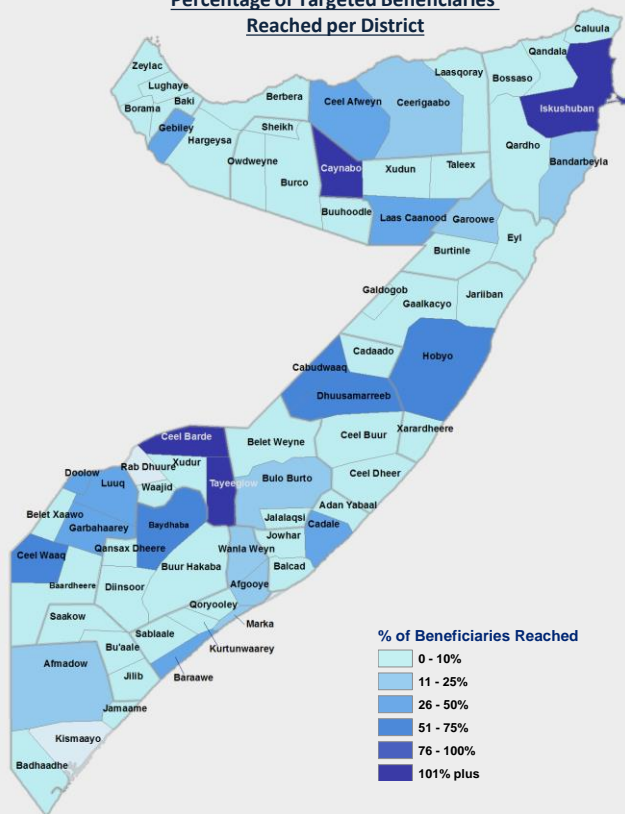 Percentage of Targeted Beneficiaries
Reached per District
Caluula
Qandala
Zeylac
Laasqoray
Bossaso
Lughaye
Berbera
Ceel Afweyn
Ceerigaabo
Iskushuban
Borama
Baki
Gebiley
Sheikh
Hargeysa
Qardho
Owdweyne
Caynabo
Xudun
Taleex
Bandarbeyla
Burco
Buuhoodle
Laas Caanood
Garoowe
Eyl
Burtinle
Galdogob
Jariiban
Gaalkacyo
Cadaado
Hobyo
Cabudwaaq
Dhuusamarreeb
Xarardheere
Ceel Barde
Belet Weyne
Ceel Buur
Rab Dhuure
Xudur
Doolow
Luuq
Waajid
Tayeeglow
Bulo Burto
Ceel Dheer
Adan Yabaal
Belet Xaawo
Garbahaarey
Baydhaba
Jalalaqsi
Cadale
Jowhar
Ceel Waaq
Qansax Dheere
Wanla Weyn
Balcad
Buur Hakaba
Baardheere
Diinsoor
Afgooye
Qoryooley
Saakow
Marka
Sablaale
Kurtunwaarey
Bu'aale
Afmadow
Baraawe
Jilib
Jamaame
Kismaayo
Badhaadhe
% of Beneficiaries Reached
0 - 10%
11 - 25%
26 - 50%
51 - 75%
76 - 100%
101% plus